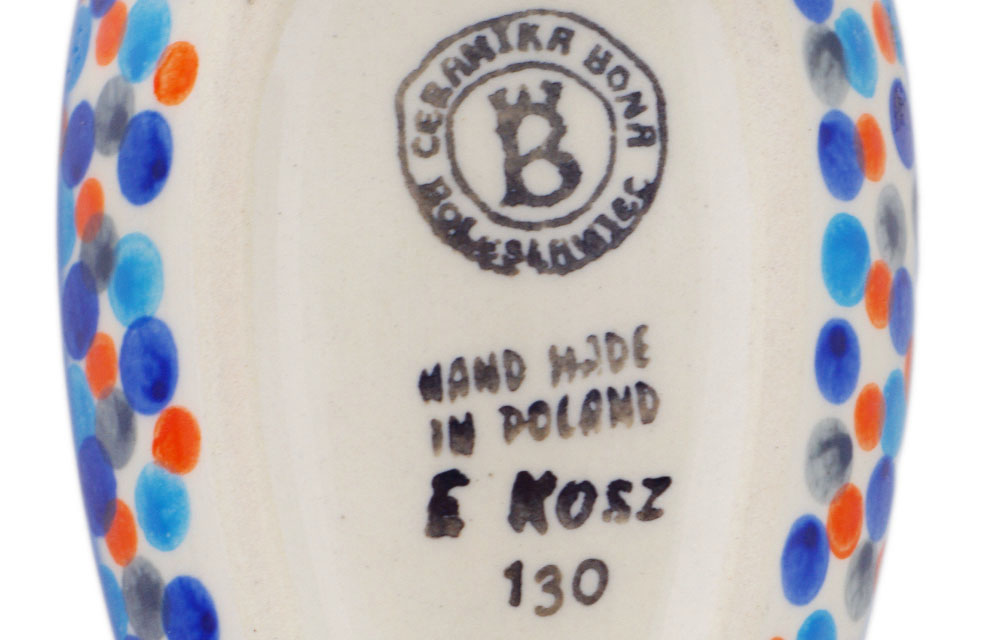 CERAMIKA BONA
BOLESŁAWIEC
B
HAND MADE
IN POLAND
E KOSZ
130